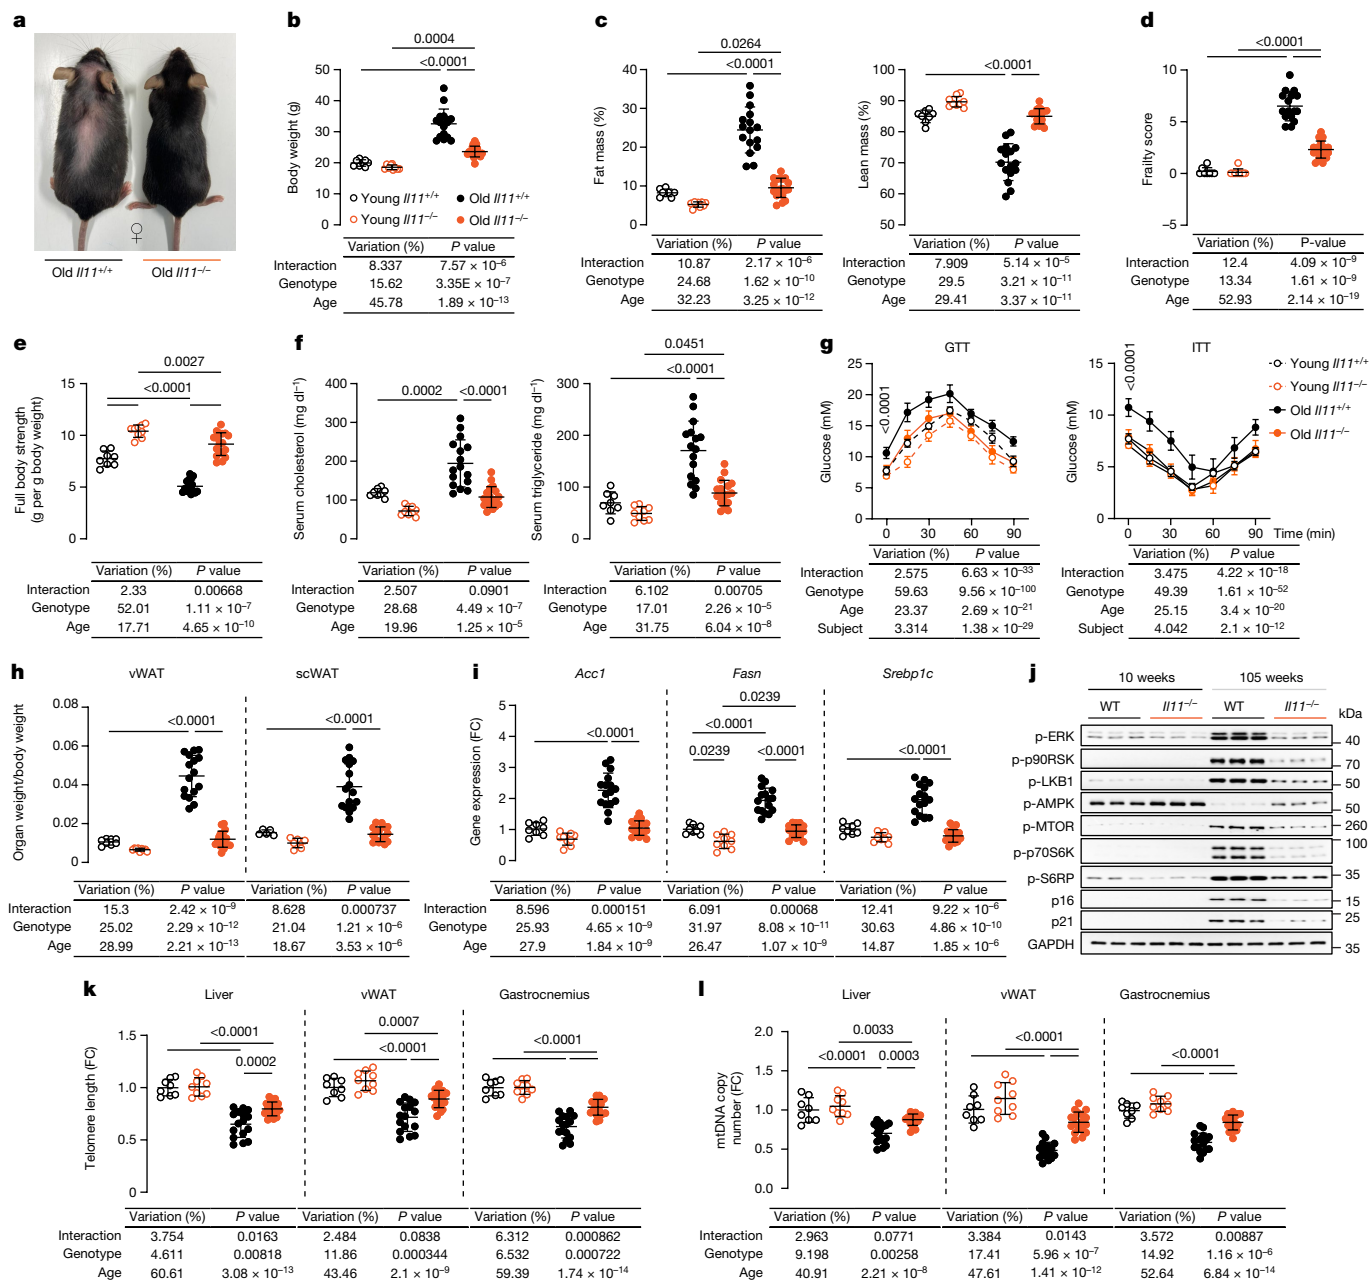 a
Old Il11+/+
Old Il11−/−
b
0.0004
<0.0001
Body weight (g)
50
40
30
20
10
0
Young Il11+/+
Old Il11+/+
Young Il11−/−
Old Il11−/−
Variation (%) P value
Interaction 8.337 7.57 × 10−6
Genotype 15.62 3.35E × 10−7
Age 45.78 1.89 × 10−13
c
0.0264
<0.0001
Fat mass (%)
40
30
20
10
0
Variation (%) P value
Interaction 10.87 2.17 × 10−6
Genotype 24.68 1.62 × 10−10
Age 32.23 3.25 × 10−12
<0.0001
Lean mass (%)
100
90
80
70
60
50
Variation (%) P value
7.909 5.14 × 10−5
29.5 3.21 × 10−11
29.41 3.37 × 10−11
d
<0.0001
Frailty score
10
5
0
−5
Variation (%) P-value
Interaction 12.4 4.09 × 10−9
Genotype 13.34 1.61 × 10−9
Age 52.93 2.14 × 10−19
e
0.0027
<0.0001
Full body strength
(g per g body weight)
15
10
5
0
Variation (%) P value
Interaction 2.33 0.00668
Genotype 52.01 1.11 × 10−7
Age 17.71 4.65 × 10−10
f
0.0002
<0.0001
Serum cholesterol (mg dl−1)
400
300
200
100
0
Variation (%) P value
Interaction 2.507 0.0901
Genotype 28.68 4.49 × 10−7
Age 19.96 1.25 × 10−5
0.0451
<0.0001
Serum triglyceride (mg dl−1)
300
200
100
0
Variation (%) P value
6.102 0.00705
17.01 2.26 × 10−5
31.75 6.04 × 10−8
g
GTT
<0.0001
Glucose (mM)
25
20
15
10
5
0
0 30 60 90
Variation (%) P value
Interaction 2.575 6.63 × 10−33
Genotype 59.63 9.56 × 10−100
Age 23.37 2.69 × 10−21
Subject 3.314 1.38 × 10−29
ITT
<0.0001
Glucose (mM)
15
10
5
0
0 30 60 90
Time (min)
Young Il11+/+
Young Il11−/−
Old Il11+/+
Old Il11−/−
Variation (%) P value
Interaction 3.475 4.22 × 10−18
Genotype 49.39 1.61 × 10−52
Age 25.15 3.4 × 10−20
Subject 4.042 2.1 × 10−12
h
vWAT scWAT
<0.0001 <0.0001
Organ weight/body weight
0.08
0.06
0.04
0.02
0
Variation (%) P value Variation (%) P value
Interaction 15.3 2.42 × 10−9 8.628 0.000737
Genotype 25.02 2.29 × 10−12 21.04 1.21 × 10−6
Age 28.99 2.21 × 10−13 18.67 3.53 × 10−6
i
Acc1 Fasn Srebp1c
<0.0001
0.0239
<0.0001
0.0239
<0.0001
<0.0001
Gene expression (FC)
5
4
3
2
1
0
Variation (%) P value Variation (%) P value Variation (%) P value
Interaction 8.596 0.000151 6.091 0.00068 12.41 9.22 × 10−6
Genotype 25.93 4.65 × 10−9 31.97 8.08 × 10−11 30.63 4.86 × 10−10
Age 27.9 1.84 × 10−9 26.47 1.07 × 10−9 14.87 1.85 × 10−6
j
10 weeks 105 weeks
WT Il11−/− WT Il11−/− kDa
p-ERK 40
p-p90RSK 70
p-LKB1 50
p-AMPK 50
p-MTOR 260
p-p70S6K 100
p-S6RP 35
p16 15
p21 25
GAPDH 35
k
Liver vWAT Gastrocnemius
<0.0001
0.0002
0.0007
<0.0001
<0.0001
Telomere length (FC)
1.5
1.0
0.5
0
Variation (%) P value Variation (%) P value Variation (%) P value
Interaction 3.754 0.0163 2.484 0.0838 6.312 0.000862
Genotype 4.611 0.00818 11.86 0.000344 6.532 0.000722
Age 60.61 3.08 × 10−13 43.46 2.1 × 10−9 59.39 1.74 × 10−14
l
Liver vWAT Gastrocnemius
0.0033
<0.0001 0.0003
<0.0001
<0.0001
mtDNA copy
number (FC)
2.0
1.5
1.0
0.5
0.0
Variation (%) P value Variation (%) P value Variation (%) P value
Interaction 2.963 0.0771 3.384 0.0143 3.572 0.00887
Genotype 9.198 0.00258 17.41 5.96 × 10−7 14.92 1.16 × 10−6
Age 40.91 2.21 × 10−8 47.61 1.41 × 10−12 52.64 6.84 × 10−14